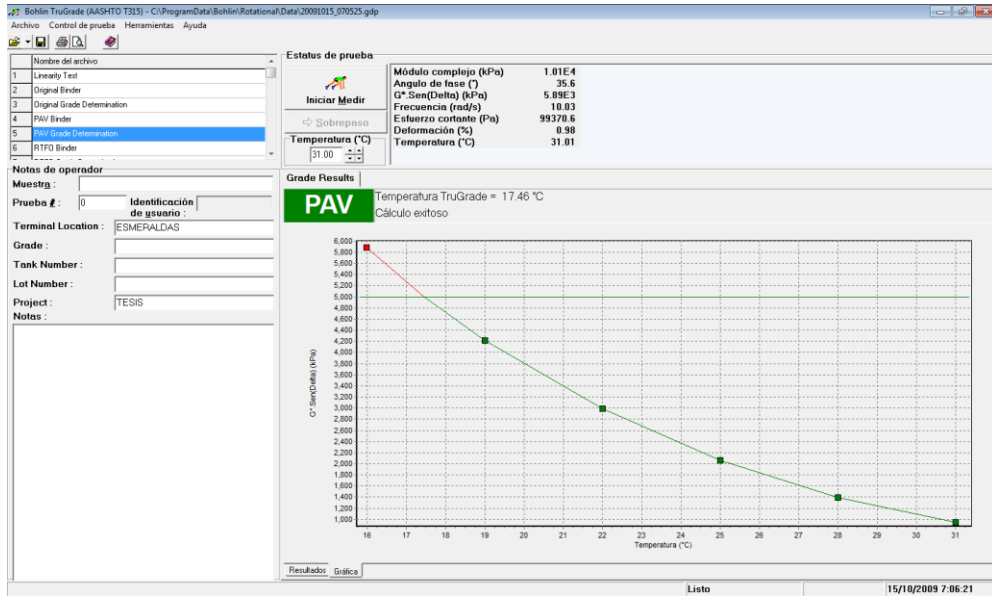 Bohlin TruGrade (AASHTO T315) - C:\ProgramData\Bohlin\Rotational\Data\20091015_070525.gdp
Archivo Control de prueba Herramientas Ayuda
Nombre del archivo
1 Linearity Test
2 Original Binder
3 Original Grade Determination
4 PAV Binder
5 PAV Grade Determination
6 RTFO Binder
Estatus de prueba
Iniciar Medir
Sobrepaso
Temperatura (°C)
31.00
Módulo complejo (kPa) 1.01E4
Angulo de fase (°) 35.6
G*.Sen(Delta) (kPa) 5.89E3
Frecuencia (rad/s) 10.03
Esfuerzo cortante (Pa) 99370.6
Deformación (%) 0.98
Temperatura (°C) 31.01
Notas de operador
Muestra :
Prueba #: 0 Identificación de usuario :
Terminal Location : ESMERALDAS
Grade :
Tank Number :
Lot Number :
Project : TESIS
Notas :
Grade Results
PAV
Temperatura TruGrade = 17.46 °C
Cálculo exitoso
6,000
5,800
5,600
5,400
5,200
5,000
4,800
4,600
4,400
4,200
4,000
3,800
3,600
3,400
3,200
3,000
2,800
2,600
2,400
2,200
2,000
1,800
1,600
1,400
1,200
1,000
G*.Sen(Delta) (kPa)
16 17 18 19 20 21 22 23 24 25 26 27 28 29 30 31
Temperatura (°C)
Resultados Gráfica
Listo 15/10/2009 7:06:21